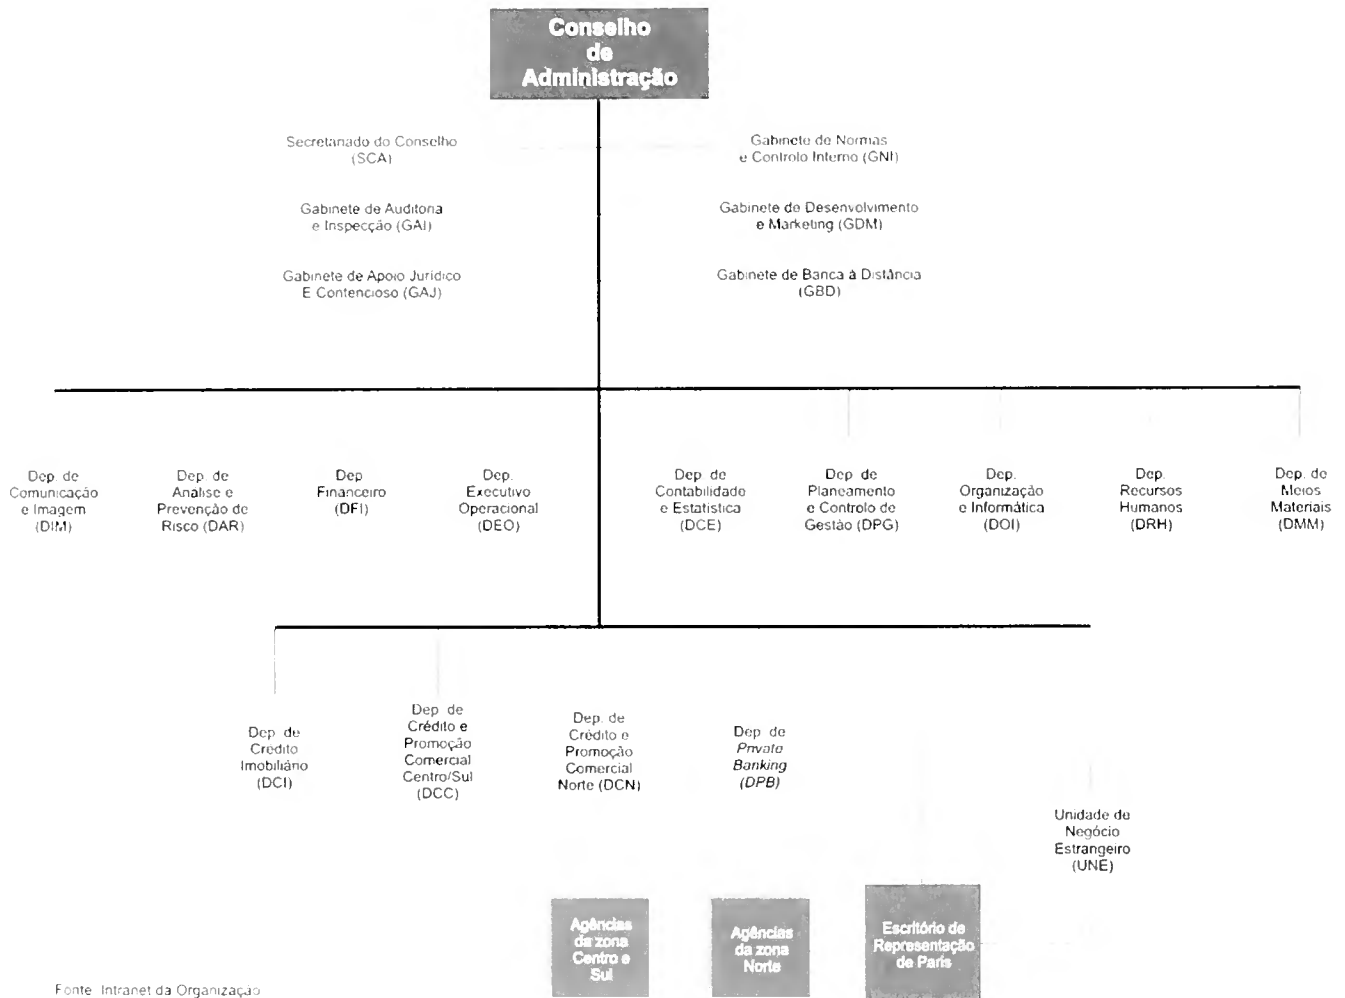 Conselho
de
Administração
Secretariado do Conselho
(SCA)
Gabinete de Normas
e Controlo Interno (GNI)
Gabinete de Auditoria
e Inspecção (GAI)
Gabinete de Desenvolvimento
e Marketing (GDM)
Gabinete de Apoio Jurídico
E Contencioso (GAJ)
Gabinete de Banca à Distância
(GBD)
Dep. de
Comunicação
e Imagem
(DIM)
Dep. de
Análise e
Prevenção de
Risco (DAR)
Dep
Financeiro
(DFI)
Dep.
Executivo
Operacional
(DEO)
Dep. de
Contabilidade
e Estatística
(DCE)
Dep. de
Planeamento
e Controlo de
Gestão (DPG)
Dep.
Organização
e Informática
(DOI)
Dep.
Recursos
Humanos
(DRH)
Dep. de
Meios
Materiais
(DMM)
Dep. de
Crédito
Imobiliário
(DCI)
Dep. de
Crédito e
Promoção
Comercial
Centro/Sul
(DCC)
Dep. de
Crédito e
Promoção
Comercial
Norte (DCN)
Dep. de
Private
Banking
(DPB)
Unidade de
Negócio
Estrangeiro
(UNE)
Agências
da zona
Centro e
Sul
Agências
da zona
Norte
Escritório de
Representação
de Paris
Fonte: Intranet da Organização